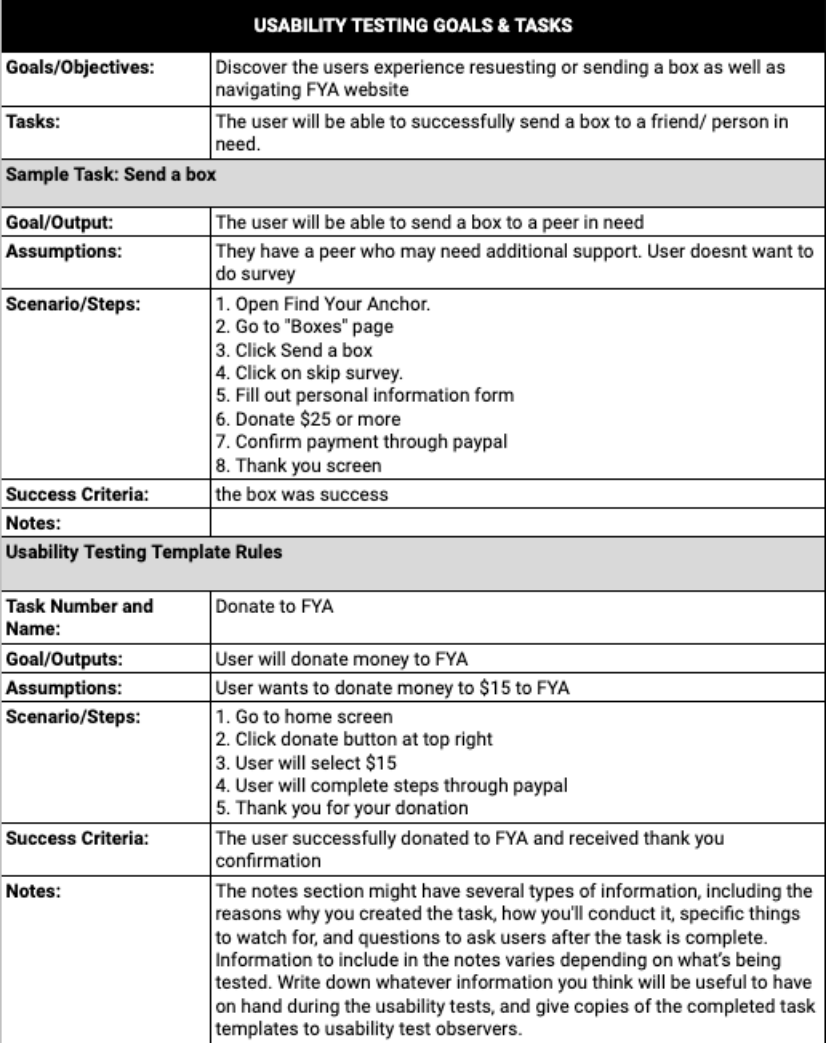 USABILITY TESTING GOALS & TASKS
Goals/Objectives:
Discover the users experience resuesting or sending a box as well as
navigating FYA website
Tasks:
The user will be able to successfully send a box to a friend/ person in
need.
Sample Task: Send a box
Goal/Output:
The user will be able to send a box to a peer in need
Assumptions:
They have a peer who may need additional support. User doesnt want to
do survey
Scenario/Steps:
1. Open Find Your Anchor.
2. Go to "Boxes" page
3. Click Send a box
4. Click on skip survey.
5. Fill out personal information form
6. Donate $25 or more
7. Confirm payment through paypal
8. Thank you screen
Success Criteria:
the box was success
Notes:
Usability Testing Template Rules
Task Number and
Name:
Donate to FYA
Goal/Outputs:
User will donate money to FYA
Assumptions:
User wants to donate money to $15 to FYA
Scenario/Steps:
1. Go to home screen
2. Click donate button at top right
3. User will select $15
4. User will complete steps through paypal
5. Thank you for your donation
Success Criteria:
The user successfully donated to FYA and received thank you
confirmation
Notes:
The notes section might have several types of information, including the
reasons why you created the task, how you'll conduct it, specific things
to watch for, and questions to ask users after the task is complete.
Information to include in the notes varies depending on what's being
tested. Write down whatever information you think will be useful to have
on hand during the usability tests, and give copies of the completed task
templates to usability test observers.